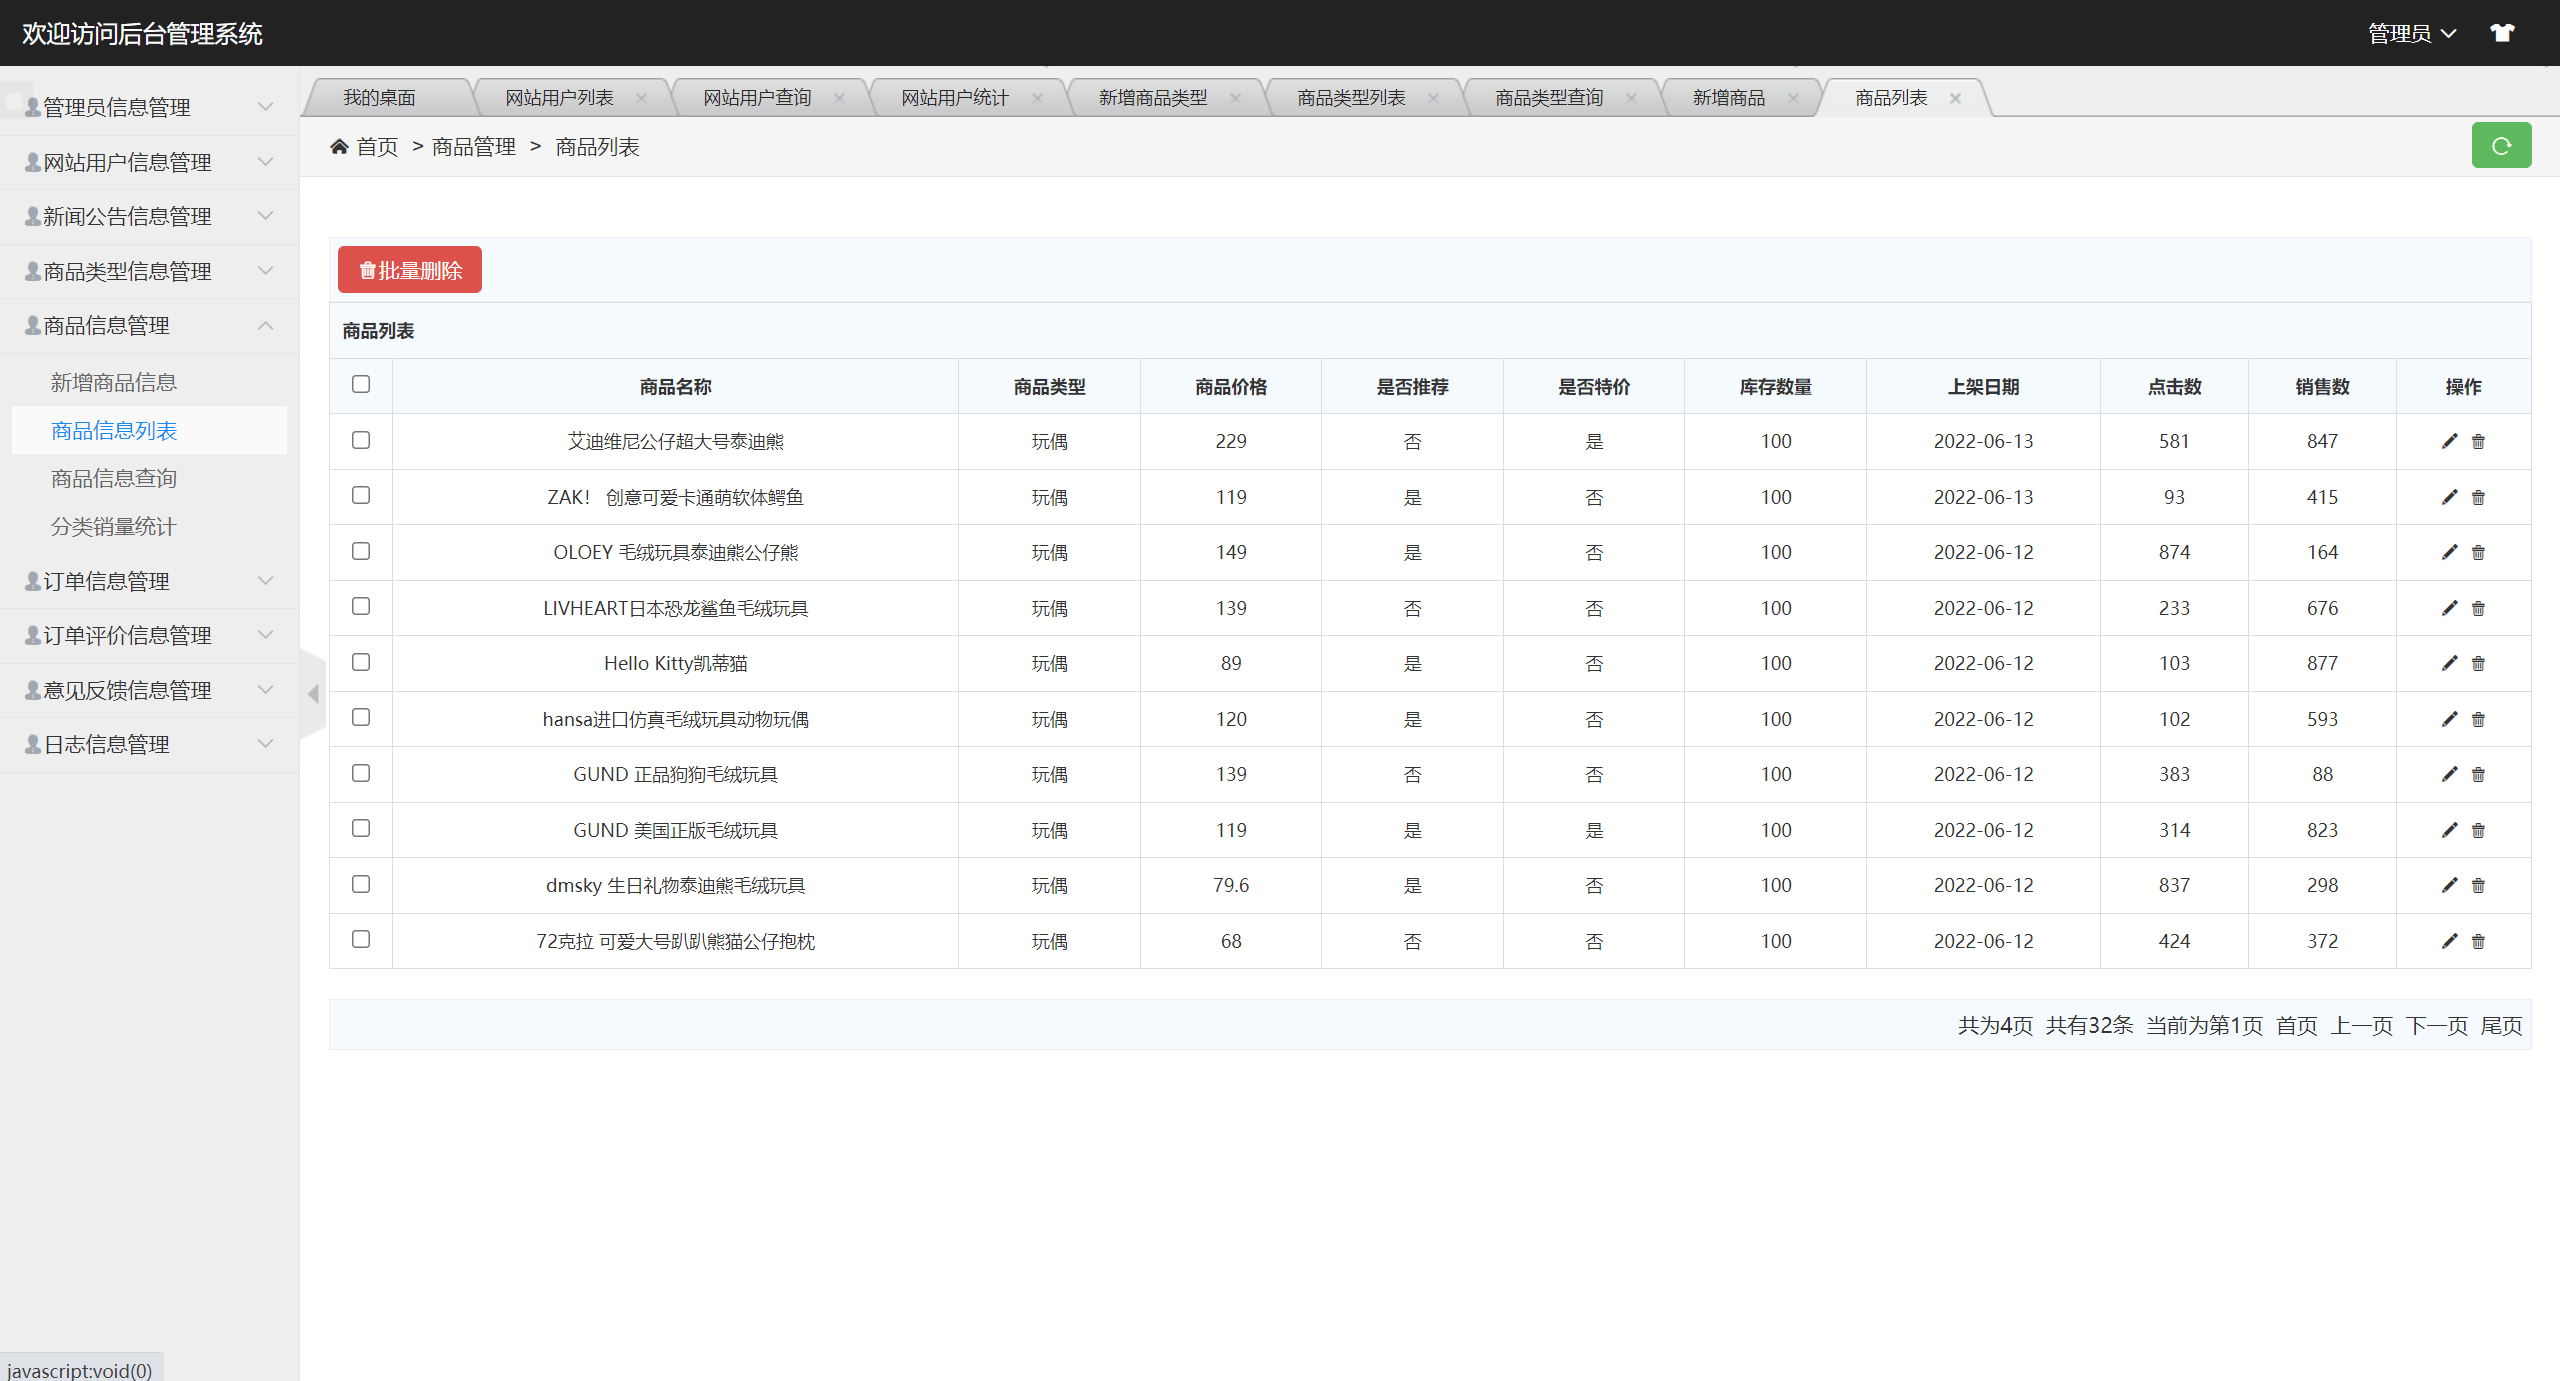 欢迎访问后台管理系统
管理员
管理员信息管理
网站用户信息管理
新闻公告信息管理
商品类型信息管理
商品信息管理
新增商品信息
商品信息列表
商品信息查询
分类销量统计
订单信息管理
订单评价信息管理
意见反馈信息管理
日志信息管理
我的桌面 网站用户列表 网站用户查询 网站用户统计 新增商品类型 商品类型列表 商品类型查询 新增商品 商品列表
首页 > 商品管理 > 商品列表
批量删除
商品列表
商品名称 商品类型 商品价格 是否推荐 是否特价 库存数量 上架日期 点击数 销售数 操作
艾迪维尼公仔超大号泰迪熊 玩偶 229 否 是 100 2022-06-13 581 847
ZAK！ 创意可爱卡通萌软体鳄鱼 玩偶 119 是 否 100 2022-06-13 93 415
OLOEY 毛绒玩具泰迪熊公仔熊 玩偶 149 是 否 100 2022-06-12 874 164
LIVHEART日本恐龙鲨鱼毛绒玩具 玩偶 139 否 否 100 2022-06-12 233 676
Hello Kitty凯蒂猫 玩偶 89 是 否 100 2022-06-12 103 877
hansa进口仿真毛绒玩具动物玩偶 玩偶 120 是 否 100 2022-06-12 102 593
GUND 正品狗狗毛绒玩具 玩偶 139 否 否 100 2022-06-12 383 88
GUND 美国正版毛绒玩具 玩偶 119 是 是 100 2022-06-12 314 823
dmsky 生日礼物泰迪熊毛绒玩具 玩偶 79.6 是 否 100 2022-06-12 837 298
72克拉 可爱大号趴趴熊猫公仔抱枕 玩偶 68 否 否 100 2022-06-12 424 372
共为4页 共有32条 当前为第1页 首页 上一页 下一页 尾页
javascript:void(0)